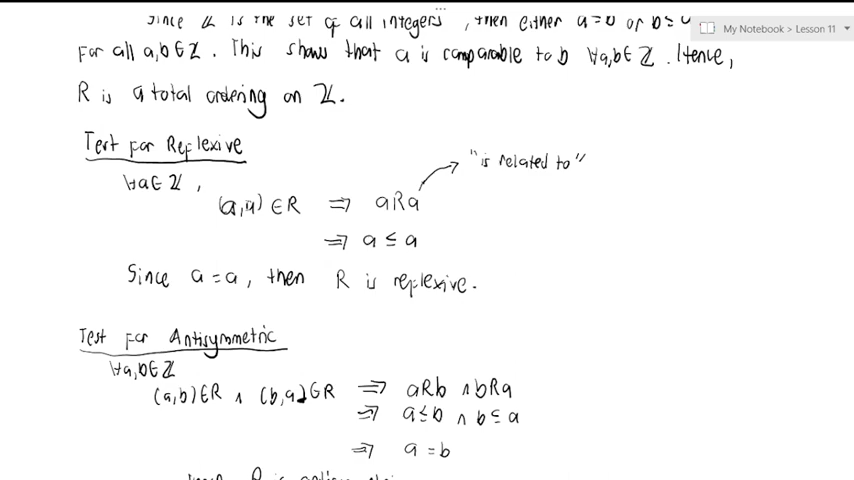 Since ℤ is the set of all integers, then either a ≤ b or b ≤ a
My Notebook > Lesson 11
For all a,b ∈ ℤ. This shows that a is comparable to b ∀a,b ∈ ℤ. Hence,
R is a total ordering on ℤ.
Test for Reflexive
∀a ∈ ℤ,
"is related to"
(a,a) ∈ R ⟹ aRa
⟹ a ≤ a
Since a = a, then R is reflexive.
Test for Antisymmetric
∀a,b ∈ ℤ
(a,b) ∈ R ∧ (b,a) ∈ R ⟹ aRb ∧ bRa
⟹ a ≤ b ∧ b ≤ a
⟹ a = b
R is